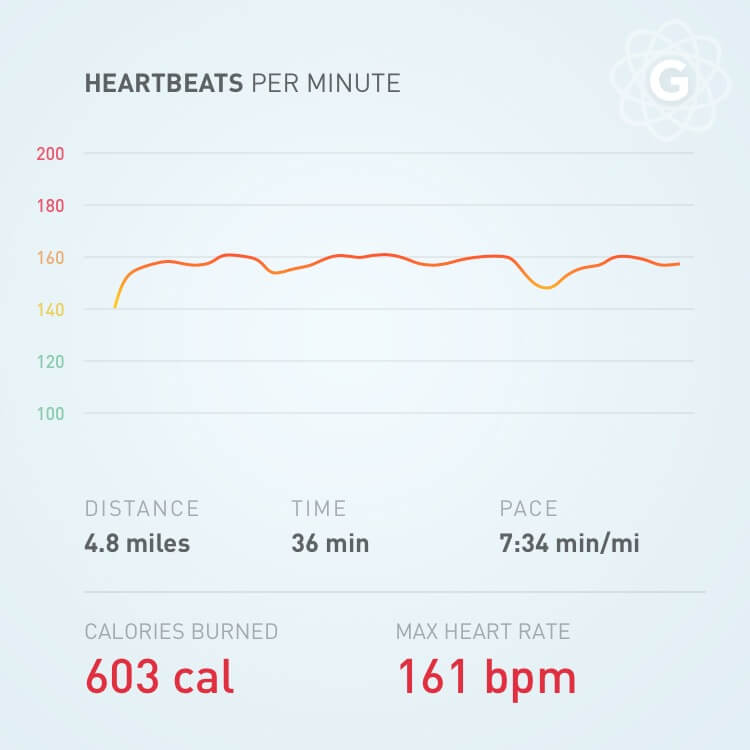 G
HEARTBEATS PER MINUTE
200
180
160
140
120
100
DISTANCE TIME PACE
4.8 miles 36 min 7:34 min/mi
CALORIES BURNED MAX HEART RATE
603 cal 161 bpm